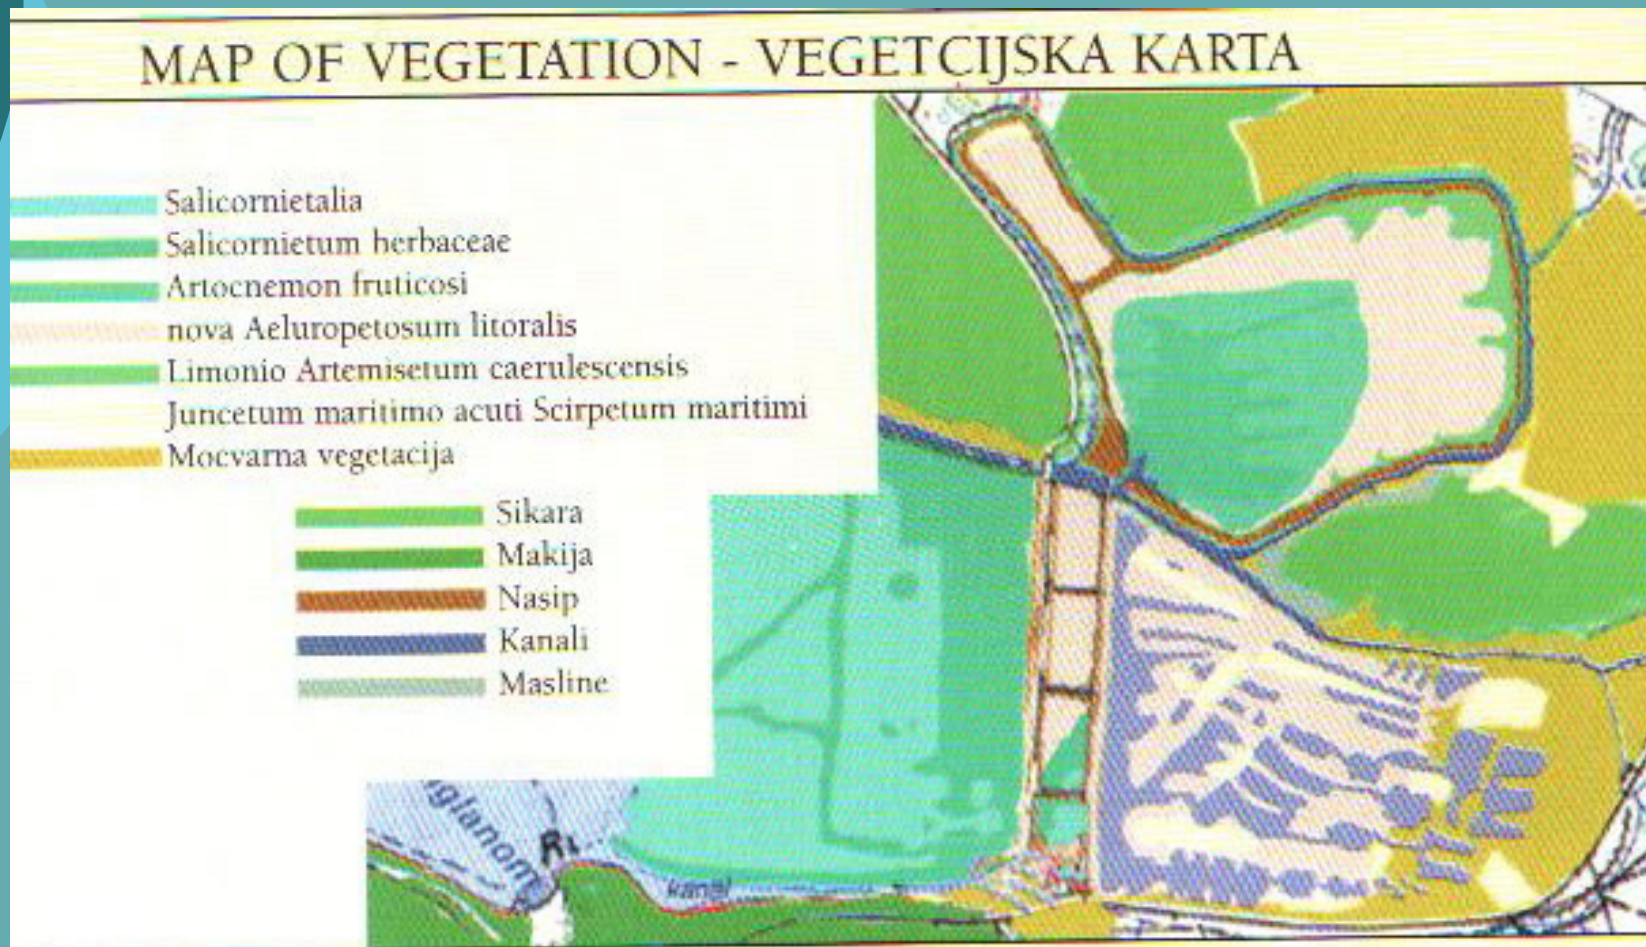 MAP OF VEGETATION - VEGETCIJSKA KARTA
Salicornietalia
Salicornietum herbaceae
Artocnemon fruticosi
nova Aeluropetosum litoralis
Limonio Artemisetum caerulescensis
Juncetum maritimo acuti Scirpetum maritimi
Mocvarna vegetacija
Sikara
Makija
Nasip
Kanali
Masline
kanal